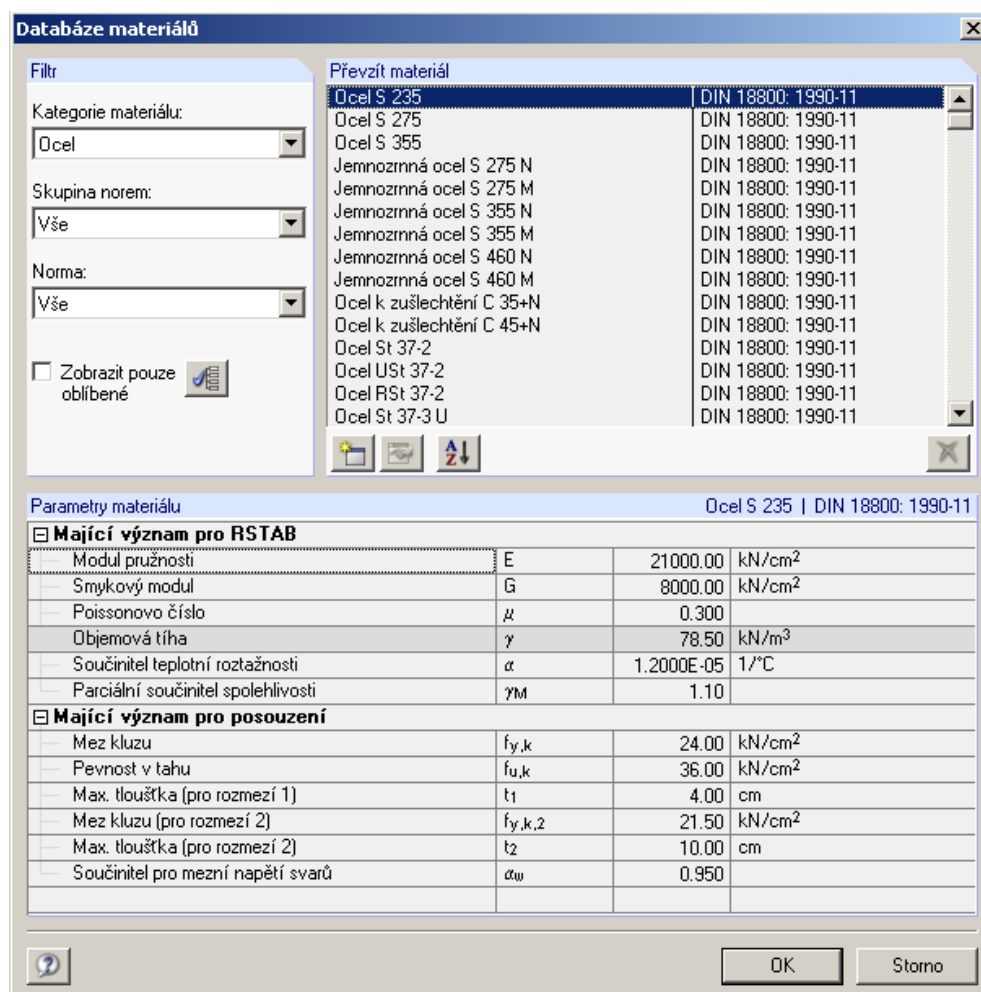 Databáze materiálů
Filtr
Kategorie materiálu:
Ocel
Skupina norem:
Vše
Norma:
Vše
Zobrazit pouze
oblíbené
Převzít materiál
Ocel S 235 DIN 18800: 1990-11
Ocel S 275 DIN 18800: 1990-11
Ocel S 355 DIN 18800: 1990-11
Jemnozrnná ocel S 275 N DIN 18800: 1990-11
Jemnozrnná ocel S 275 M DIN 18800: 1990-11
Jemnozrnná ocel S 355 N DIN 18800: 1990-11
Jemnozrnná ocel S 355 M DIN 18800: 1990-11
Jemnozrnná ocel S 460 N DIN 18800: 1990-11
Jemnozrnná ocel S 460 M DIN 18800: 1990-11
Ocel k zušlechtění C 35+N DIN 18800: 1990-11
Ocel k zušlechtění C 45+N DIN 18800: 1990-11
Ocel St 37-2 DIN 18800: 1990-11
Ocel USt 37-2 DIN 18800: 1990-11
Ocel RSt 37-2 DIN 18800: 1990-11
Ocel St 37-3 U DIN 18800: 1990-11
Parametry materiálu Ocel S 235 | DIN 18800: 1990-11
Mající význam pro RSTAB
Modul pružnosti E 21000.00 kN/cm²
Smykový modul G 8000.00 kN/cm²
Poissonovo číslo μ 0.300
Objemová tíha γ 78.50 kN/m³
Součinitel teplotní roztažnosti α 1.2000E-05 1/°C
Parciální součinitel spolehlivosti γM 1.10
Mající význam pro posouzení
Mez kluzu fy,k 24.00 kN/cm²
Pevnost v tahu fu,k 36.00 kN/cm²
Max. tloušťka (pro rozmezí 1) t1 4.00 cm
Mez kluzu (pro rozmezí 2) fy,k,2 21.50 kN/cm²
Max. tloušťka (pro rozmezí 2) t2 10.00 cm
Součinitel pro mezní napětí svarů αw 0.950
OK Storno